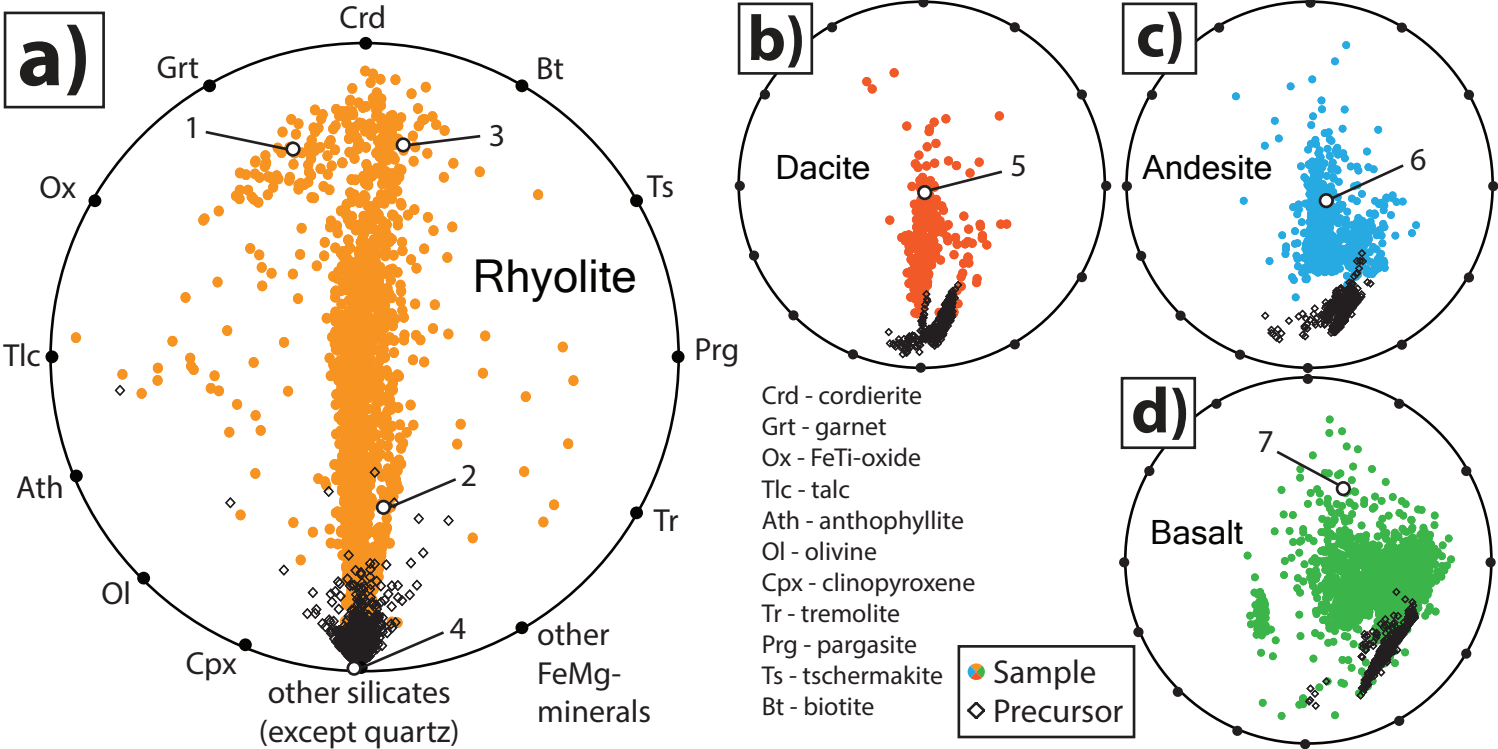 a)
Crd
Grt
Bt
1
3
Ox
Ts
Rhyolite
Tlc
Prg
2
Ath
Tr
Ol
4
Cpx
other silicates
(except quartz)
other
FeMg-
minerals
b)
Dacite
5
c)
Andesite
6
Crd - cordierite
Grt - garnet
Ox - FeTi-oxide
Tlc - talc
Ath - anthophyllite
Ol - olivine
Cpx - clinopyroxene
Tr - tremolite
Prg - pargasite
Ts - tschermakite
Bt - biotite
Sample
Precursor
d)
7
Basalt